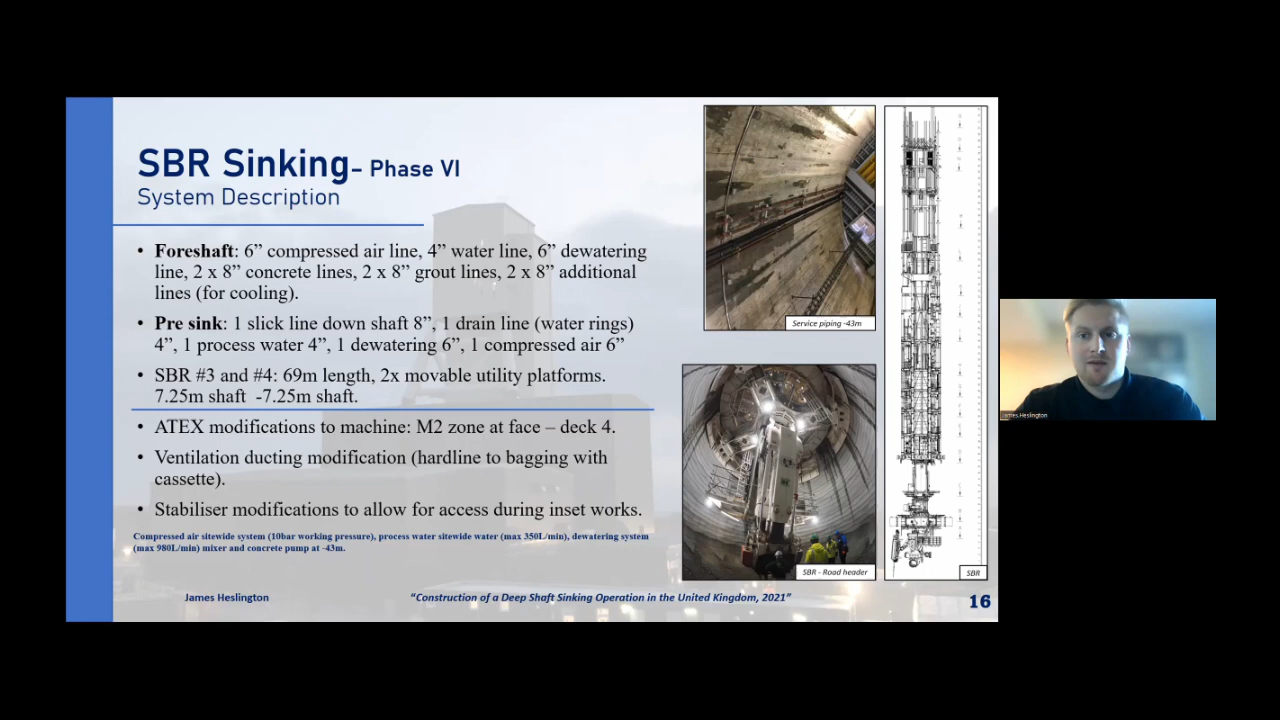 SBR Sinking– Phase VI
System Description
• Foreshaft: 6” compressed air line, 4” water line, 6” dewatering
line, 2 x 8” concrete lines, 2 x 8” grout lines, 2 x 8” additional
lines (for cooling).
• Pre sink: 1 slick line down shaft 8”, 1 drain line (water rings)
4”, 1 process water 4”, 1 dewatering 6”, 1 compressed air 6”
• SBR #3 and #4: 69m length, 2x movable utility platforms.
7.25m shaft -7.25m shaft.
• ATEX modifications to machine: M2 zone at face – deck 4.
• Ventilation ducting modification (hardline to bagging with
cassette).
• Stabiliser modifications to allow for access during inset works.
Compressed air sitewide system (10bar working pressure), process water sitewide water (max 350L/min), dewatering system
(max 980L/min) mixer and concrete pump at -43m.
Service piping -43m
SBR - Road header
SBR
James Heslington
“Construction of a Deep Shaft Sinking Operation in the United Kingdom, 2021”
16
James Heslington